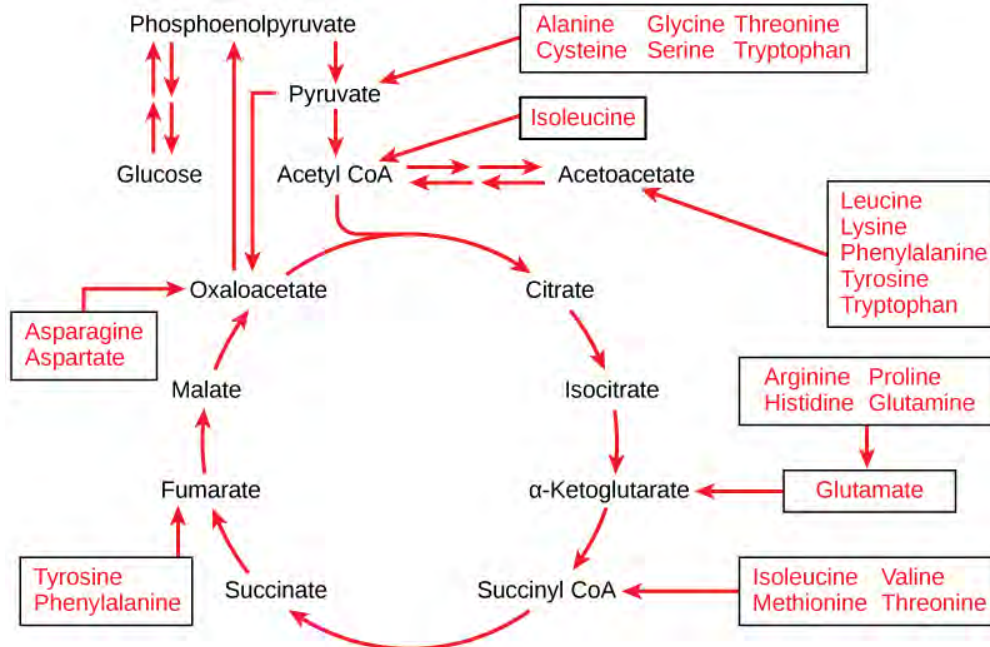 Phosphoenolpyruvate
Alanine Glycine Threonine
Cysteine Serine Tryptophan
Pyruvate
Isoleucine
Glucose
Acetyl CoA
Acetoacetate
Leucine
Lysine
Phenylalanine
Tyrosine
Tryptophan
Oxaloacetate
Citrate
Asparagine
Aspartate
Malate
Isocitrate
Arginine Proline
Histidine Glutamine
Fumarate
α-Ketoglutarate
Glutamate
Tyrosine
Phenylalanine
Succinate
Succinyl CoA
Isoleucine Valine
Methionine Threonine